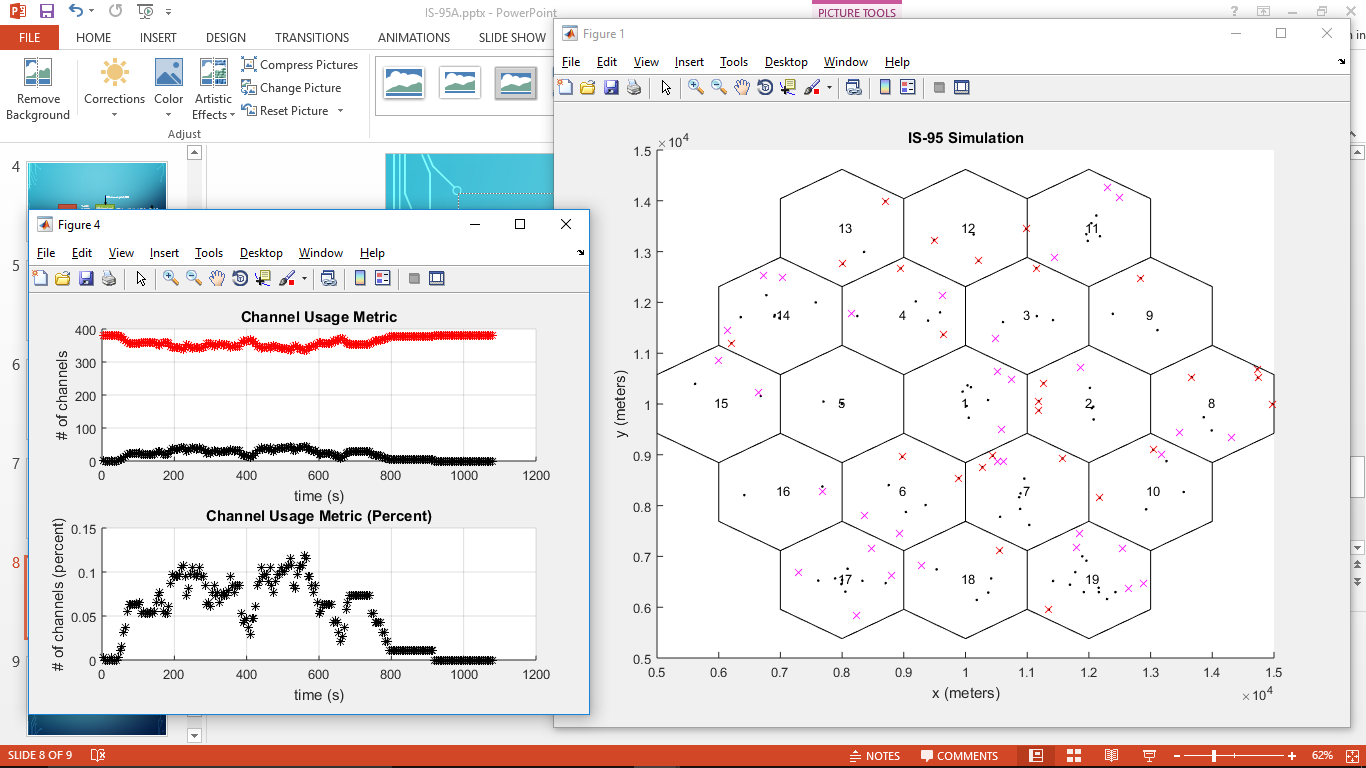 IS-95A.pptx - PowerPoint
PICTURE TOOLS
FILE HOME INSERT DESIGN TRANSITIONS ANIMATIONS SLIDE SHOW
Remove Background
Corrections
Color
Artistic Effects
Compress Pictures
Change Picture
Reset Picture
Adjust
4
5
6
7
8
9
Figure 4
File Edit View Insert Tools Desktop Window Help
Channel Usage Metric
# of channels
400
300
200
100
0
0 200 400 600 800 1000 1200
time (s)
Channel Usage Metric (Percent)
# of channels (percent)
0.15
0.1
0.05
0
0 200 400 600 800 1000 1200
time (s)
Figure 1
File Edit View Insert Tools Desktop Window Help
IS-95 Simulation
×10⁴
y (meters)
1.5
1.4
1.3
1.2
1.1
1
0.9
0.8
0.7
0.6
0.5
13 12 11
14 4 3 9
15 5 1 2 8
16 6 7 10
17 18 19
0.5 0.6 0.7 0.8 0.9 1 1.1 1.2 1.3 1.4 1.5
x (meters)
×10⁴
SLIDE 8 OF 9
NOTES
COMMENTS
62%